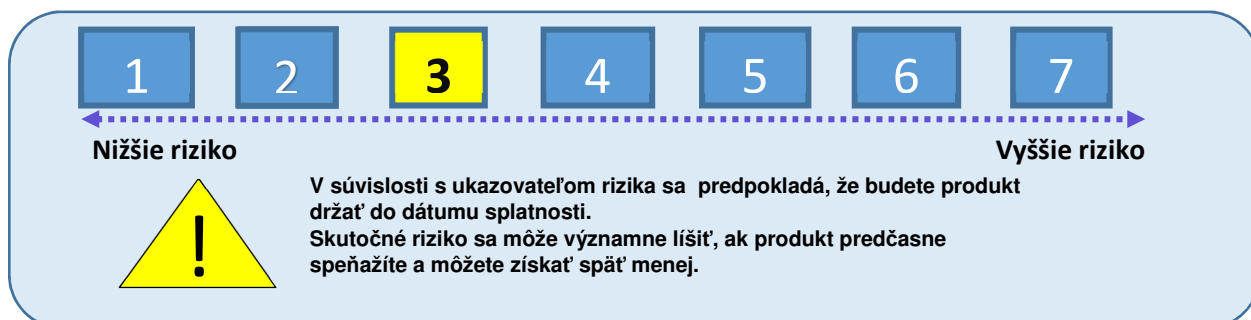 1 2 3 4 5 6 7
Nižšie riziko Vyššie riziko
! V súvislosti s ukazovateľom rizika sa predpokladá, že budete produkt
držať do dátumu splatnosti.
Skutočné riziko sa môže významne líšiť, ak produkt predčasne
speňažíte a môžete získať späť menej.